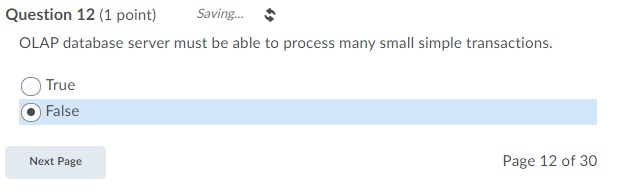 Question 12 (1 point) Saving...
OLAP database server must be able to process many small simple transactions.
True
False
Next Page Page 12 of 30